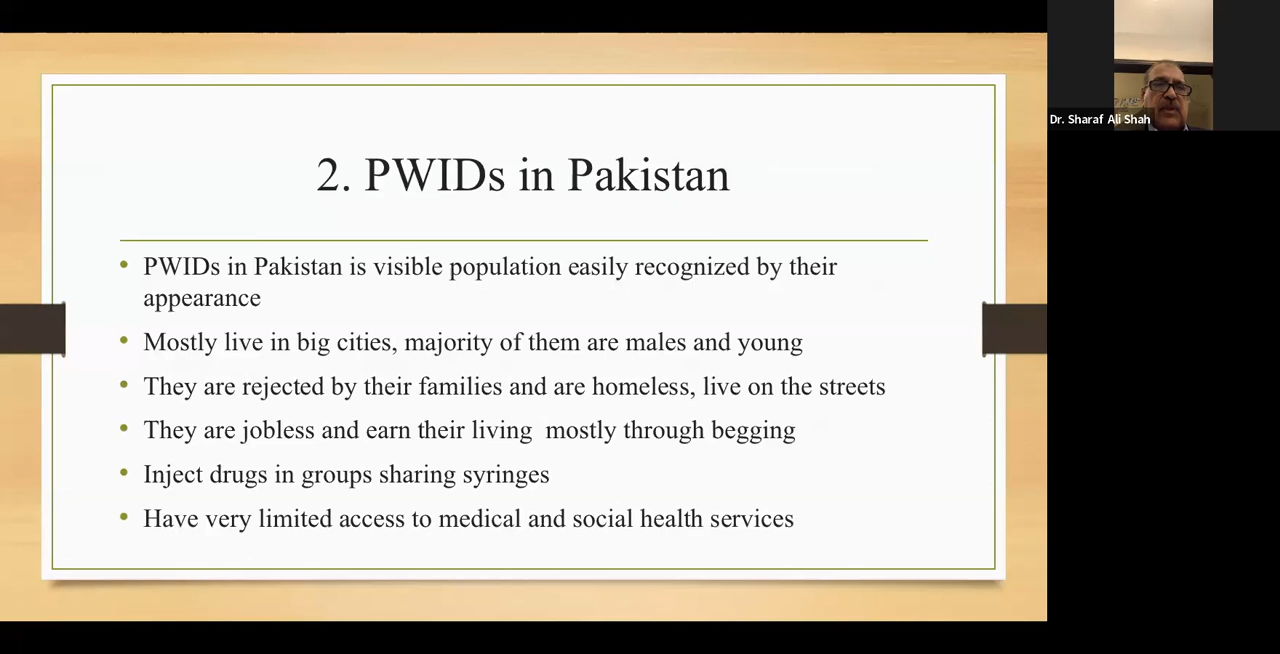 2. PWIDs in Pakistan
• PWIDs in Pakistan is visible population easily recognized by their
appearance
• Mostly live in big cities, majority of them are males and young
• They are rejected by their families and are homeless, live on the streets
• They are jobless and earn their living  mostly through begging
• Inject drugs in groups sharing syringes
• Have very limited access to medical and social health services
Dr. Sharaf Ali Shah